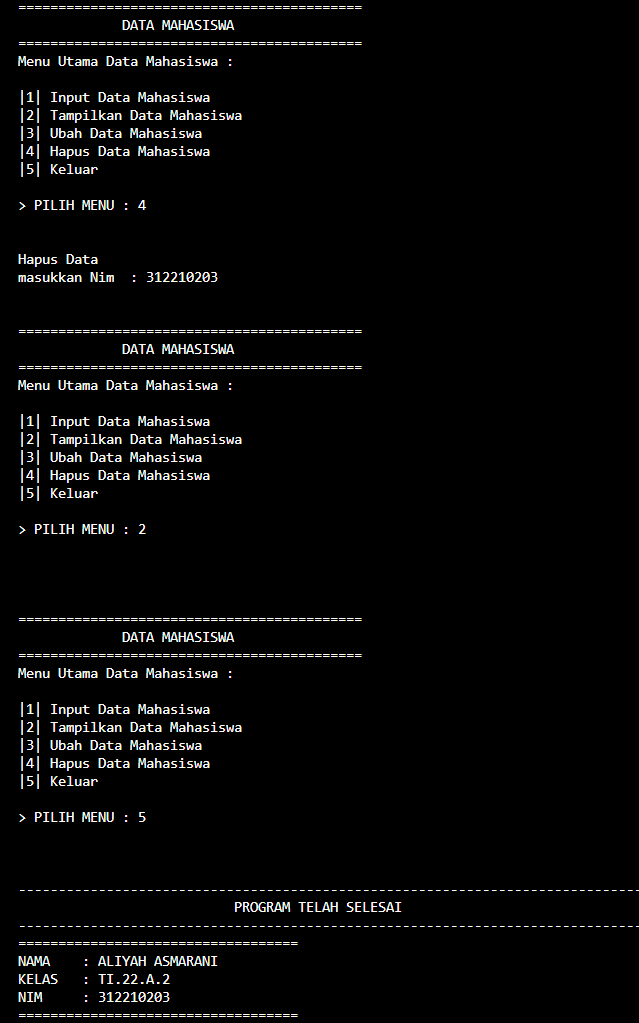 ===========================================
DATA MAHASISWA
===========================================
Menu Utama Data Mahasiswa :
|1| Input Data Mahasiswa
|2| Tampilkan Data Mahasiswa
|3| Ubah Data Mahasiswa
|4| Hapus Data Mahasiswa
|5| Keluar
> PILIH MENU : 4
Hapus Data
masukkan Nim  : 312210203
===========================================
DATA MAHASISWA
===========================================
Menu Utama Data Mahasiswa :
|1| Input Data Mahasiswa
|2| Tampilkan Data Mahasiswa
|3| Ubah Data Mahasiswa
|4| Hapus Data Mahasiswa
|5| Keluar
> PILIH MENU : 2
===========================================
DATA MAHASISWA
===========================================
Menu Utama Data Mahasiswa :
|1| Input Data Mahasiswa
|2| Tampilkan Data Mahasiswa
|3| Ubah Data Mahasiswa
|4| Hapus Data Mahasiswa
|5| Keluar
> PILIH MENU : 5
------------------------------------------------------------------------------
PROGRAM TELAH SELESAI
------------------------------------------------------------------------------
===================================
NAMA    : ALIYAH ASMARANI
KELAS   : TI.22.A.2
NIM     : 312210203
===================================